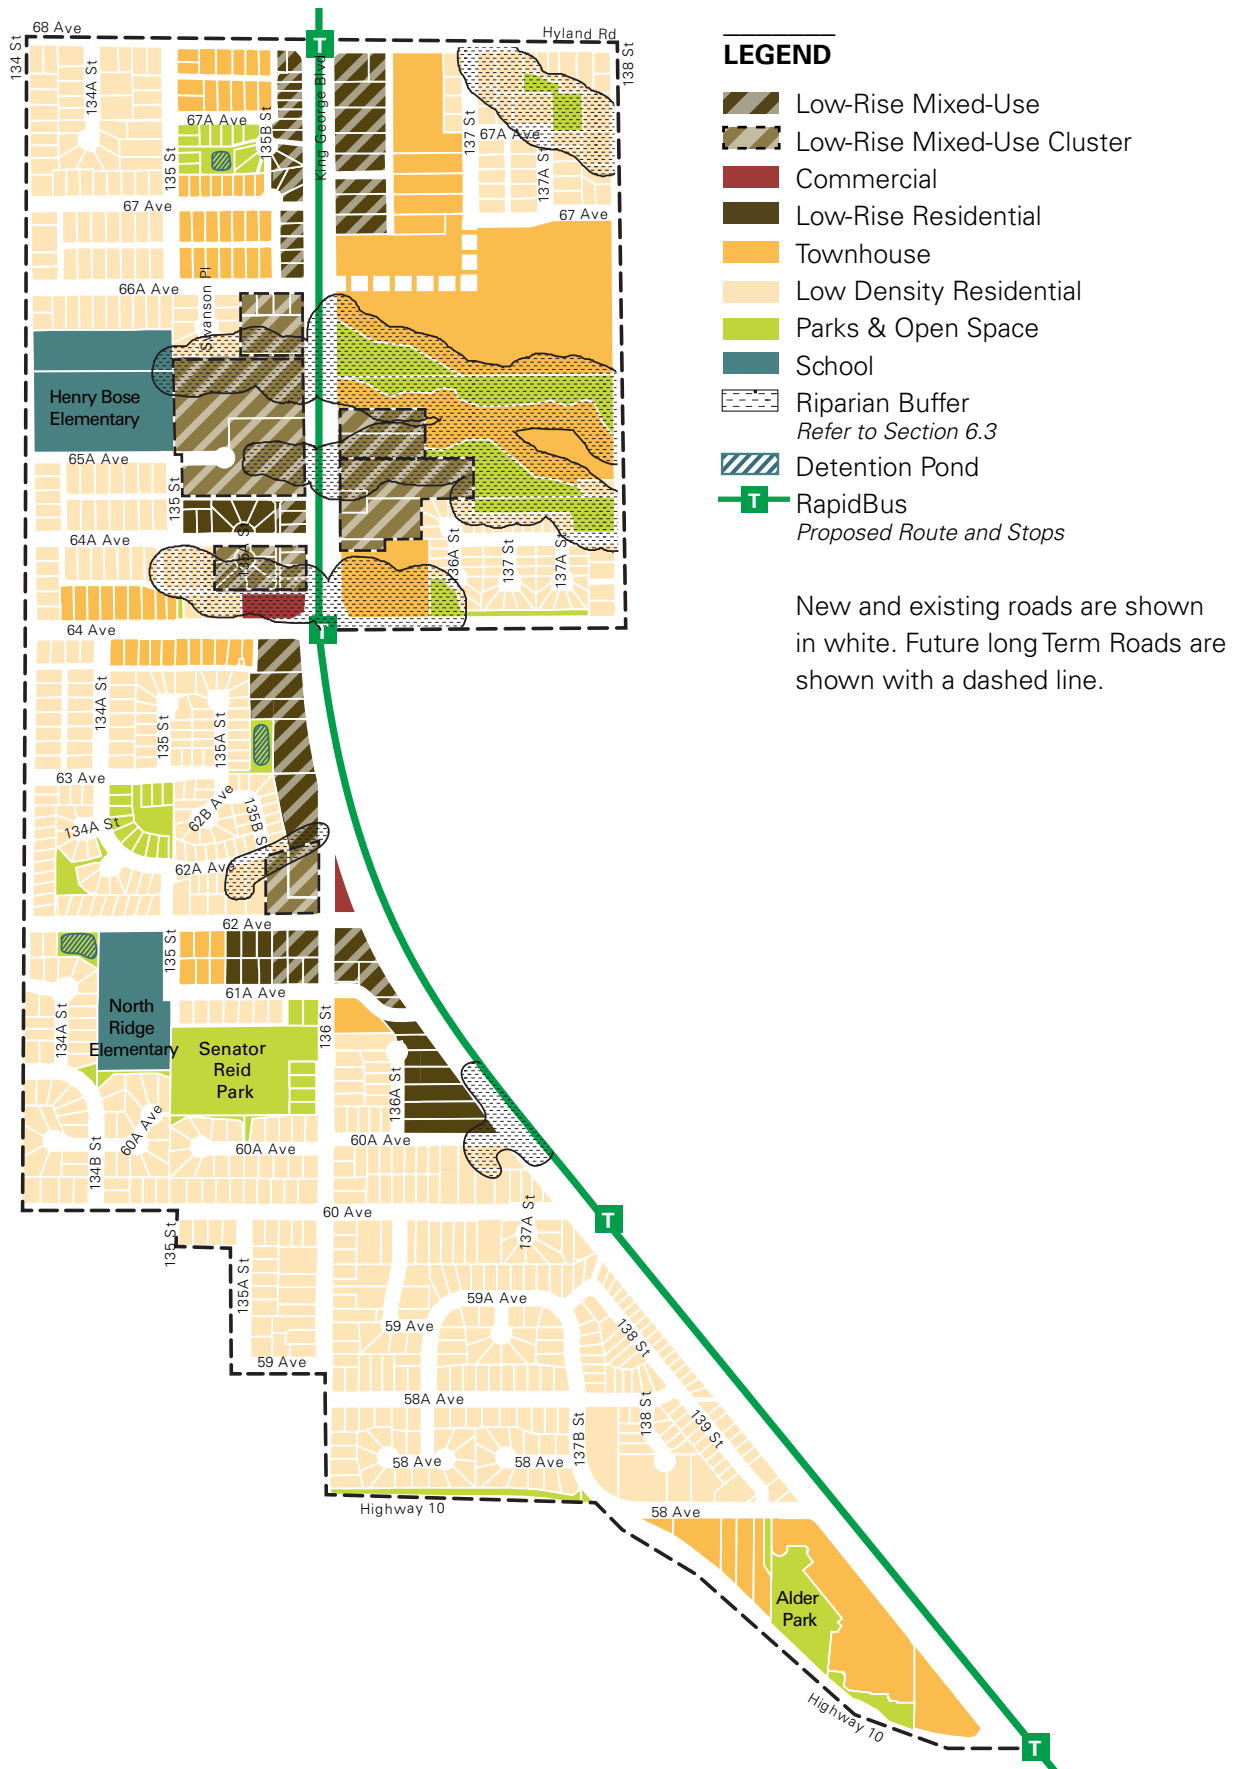 68 Ave
Hyland Rd
134 St
134A St
King George Blvd
T
138 St
67A Ave
135B St
135 St
137 St
67A Ave
137A St
67 Ave
67 Ave
66A Ave
Swanson Pl
Henry Bose
Elementary
65A Ave
135 St
64A Ave
135A St
136A St
137 St
137A St
64 Ave
T
134A St
135 St
135A St
63 Ave
134A St
62B Ave
135B St
62A Ave
62 Ave
135 St
61A Ave
134A St
North
Ridge
Elementary
Senator
Reid
Park
136 St
136A St
60A Ave
60A Ave
60A Ave
134B St
60 Ave
T
135 St
135A St
137A St
59A Ave
59 Ave
138 St
59 Ave
58A Ave
137B St
138 St
139 St
58 Ave
58 Ave
Highway 10
58 Ave
Alder
Park
Highway 10
T
LEGEND
Low-Rise Mixed-Use
Low-Rise Mixed-Use Cluster
Commercial
Low-Rise Residential
Townhouse
Low Density Residential
Parks & Open Space
School
Riparian Buffer
Refer to Section 6.3
Detention Pond
T RapidBus
Proposed Route and Stops
New and existing roads are shown
in white. Future long Term Roads are
shown with a dashed line.